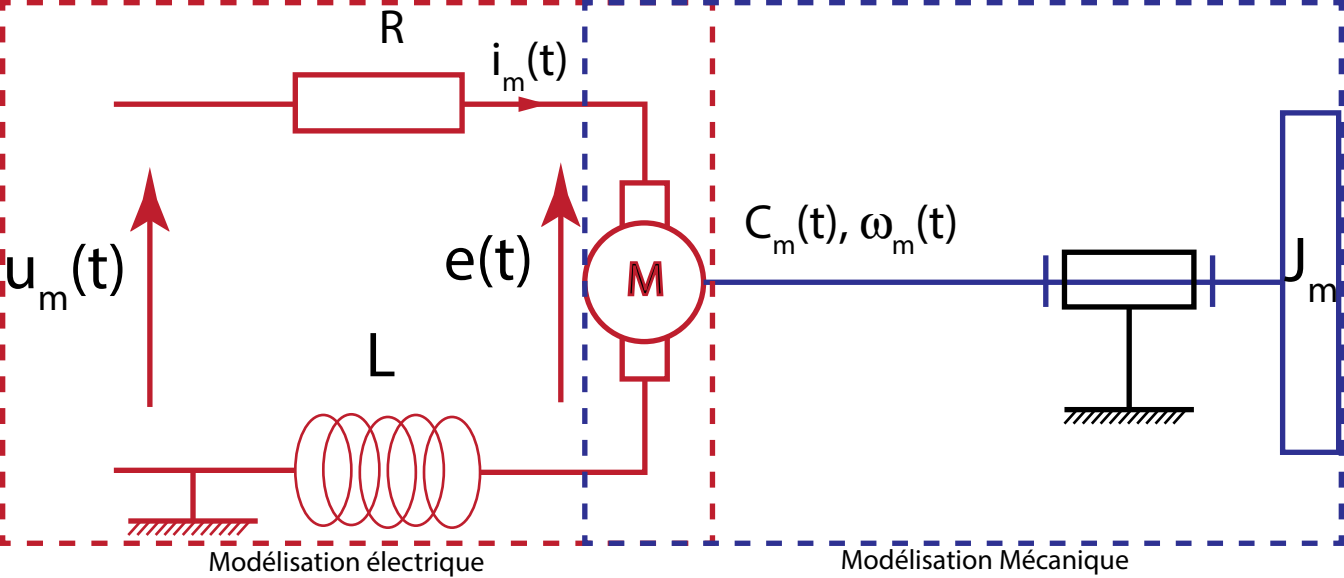 R
i_m(t)
u_m(t)
e(t)
M
C_m(t), ω_m(t)
J_m
L
Modélisation électrique
Modélisation Mécanique